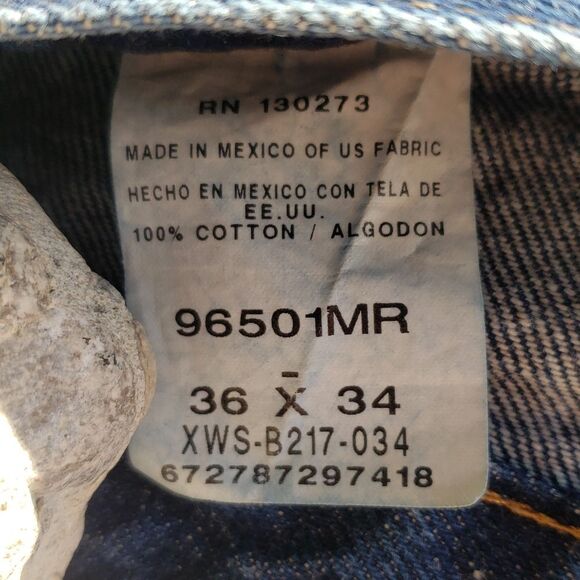 RN 130273
MADE IN MEXICO OF US FABRIC
HECHO EN MEXICO CON TELA DE
EE.UU.
100% COTTON / ALGODON
96501MR
-
36 X 34
XWS-B217-034
672787297418